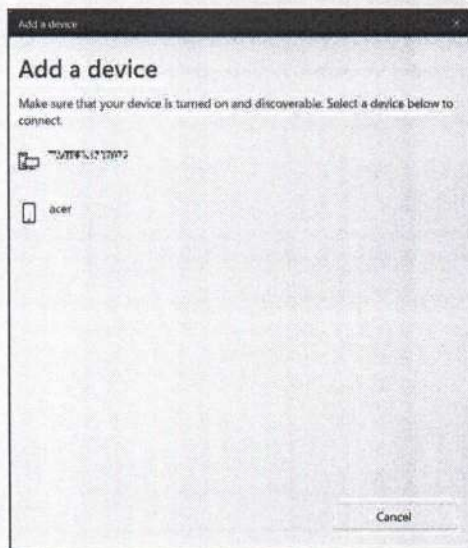 Add a device
Add a device
Make sure that your device is turned on and discoverable. Select a device below to
connect.
acer
Cancel